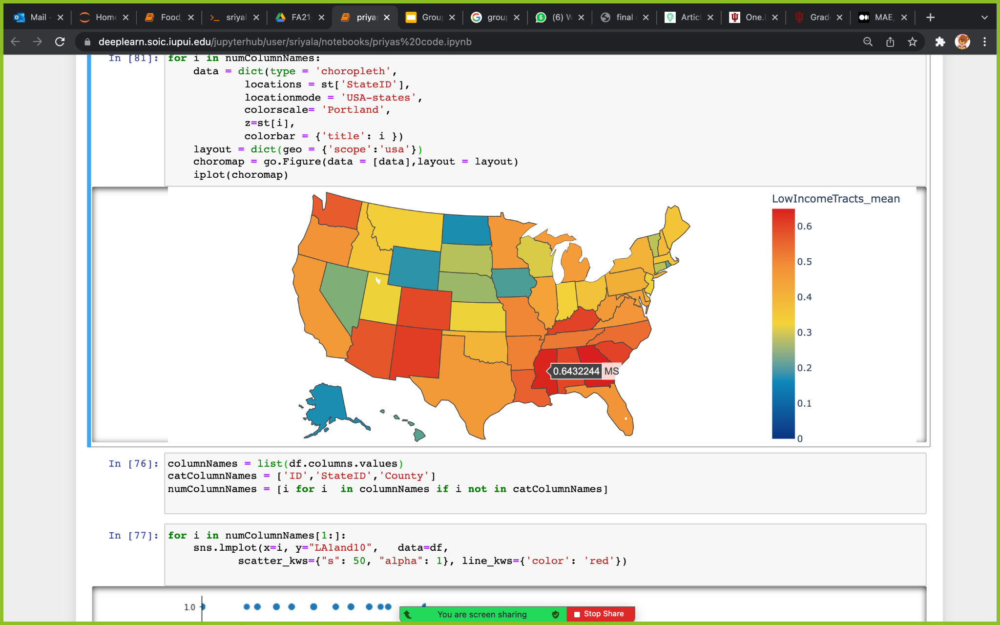 Mail -
Home
Food_
sriyal
FA21-
priyas
Group
group
(6) W
final
Articl
One.I
Grade
MAE,
deeplearn.soic.iupui.edu/jupyterhub/user/sriyala/notebooks/priyas%20code.ipynb
In [81]: for i in numColumnNames:
data = dict(type = 'choropleth',
locations = st['StateID'],
locationmode = 'USA-states',
colorscale= 'Portland',
z=st[i],
colorbar = {'title': i })
layout = dict(geo = {'scope':'usa'})
choromap = go.Figure(data = [data],layout = layout)
iplot(choromap)
LowIncomeTracts_mean
0.6
0.5
0.4
0.3
0.2
0.1
0
0.6432244 MS
In [76]: columnNames = list(df.columns.values)
catColumnNames = ['ID','StateID','County']
numColumnNames = [i for i  in columnNames if i not in catColumnNames]
In [77]: for i in numColumnNames[1:]:
sns.lmplot(x=i, y="LA1and10",   data=df,
scatter_kws={"s": 50, "alpha": 1}, line_kws={'color': 'red'})
1.0
You are screen sharing
Stop Share